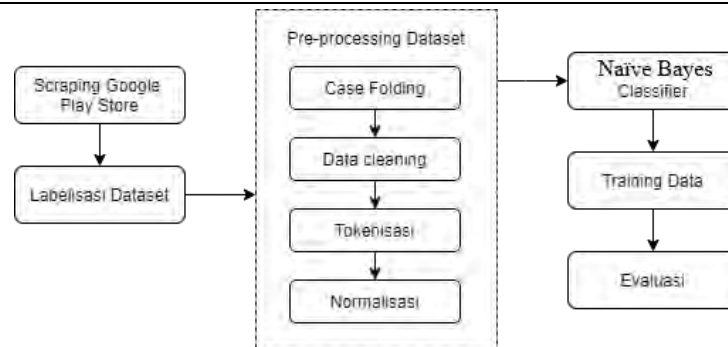 Scraping Google
Play Store
Labelisasi Dataset
Pre-processing Dataset
Case Folding
Data cleaning
Tokenisasi
Normalisasi
Naïve Bayes
Classifier
Training Data
Evaluasi